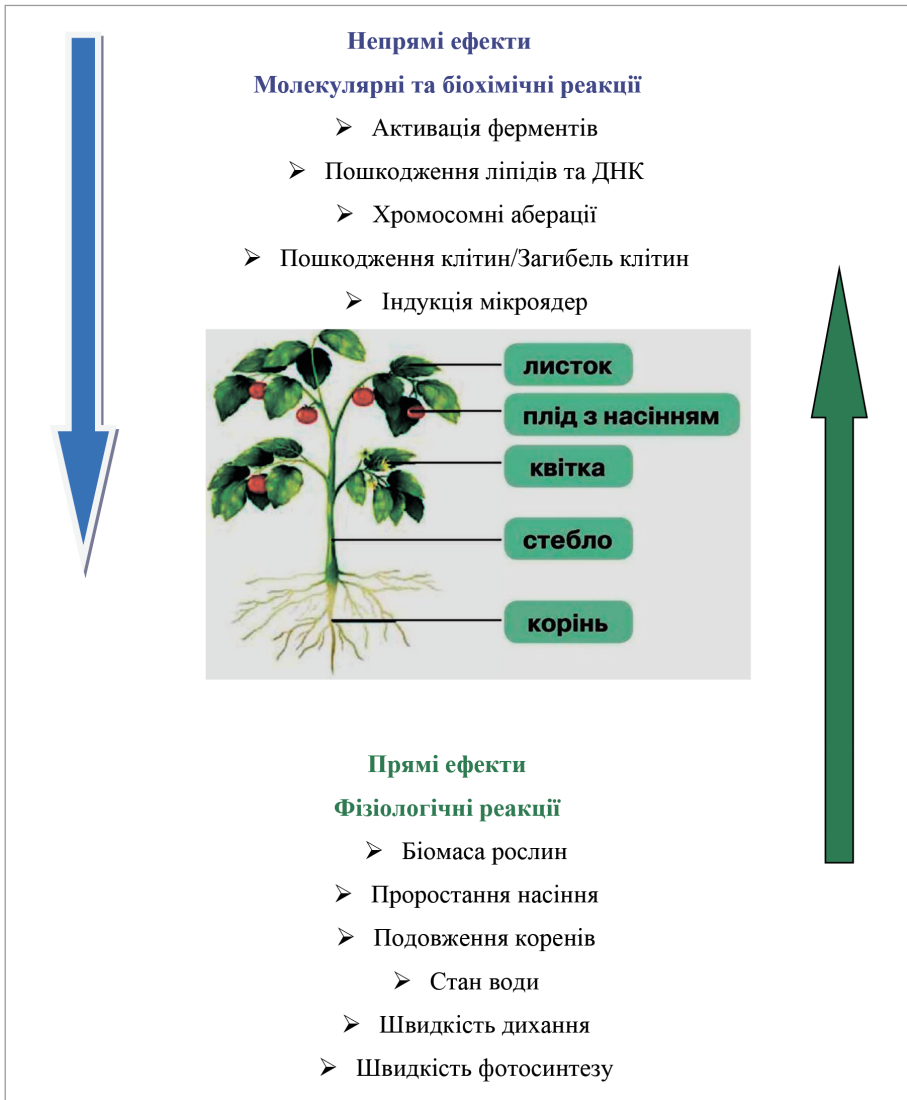 Непрямі ефекти
Молекулярні та біохімічні реакції
➢ Активація ферментів
➢ Пошкодження ліпідів та ДНК
➢ Хромосомні аберації
➢ Пошкодження клітин/Загибель клітин
➢ Індукція мікроядер
листок
плід з насінням
квітка
стебло
корінь
Прямі ефекти
Фізіологічні реакції
➢ Біомаса рослин
➢ Проростання насіння
➢ Подовження коренів
➢ Стан води
➢ Швидкість дихання
➢ Швидкість фотосинтезу